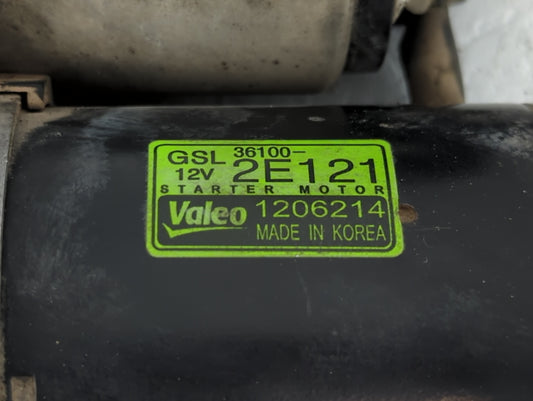 GSL 36100-
12V 2E121
STARTER MOTOR
Valeo 1206214
MADE IN KOREA